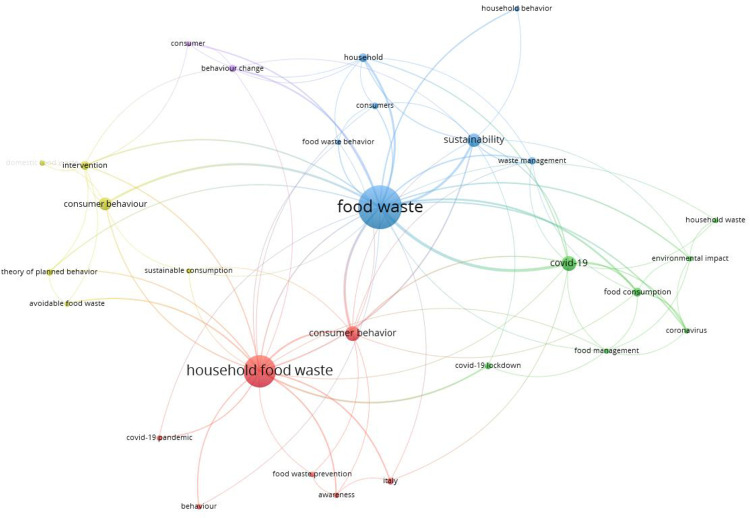 household behavior
consumer
household
behaviour change
consumers
food waste behavior
sustainability
waste management
intervention
consumer behaviour
food waste
household waste
environmental impact
covid-19
theory of planned behavior
sustainable consumption
food consumption
avoidable food waste
coronavirus
consumer behavior
food management
covid-19 lockdown
household food waste
covid-19 pandemic
food waste prevention
italy
awareness
behaviour